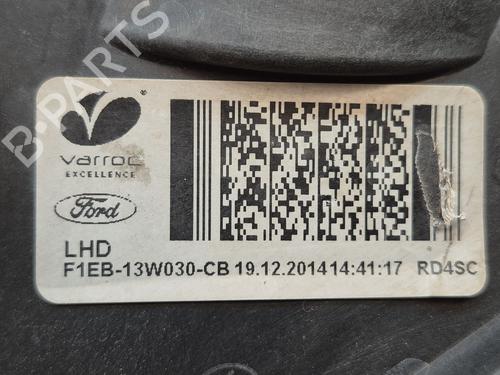 varroc
EXCELLENCE
Ford
LHD
F1EB-13W030-CB 19.12.2014 14:41:17 RD4SC
B-PARTS